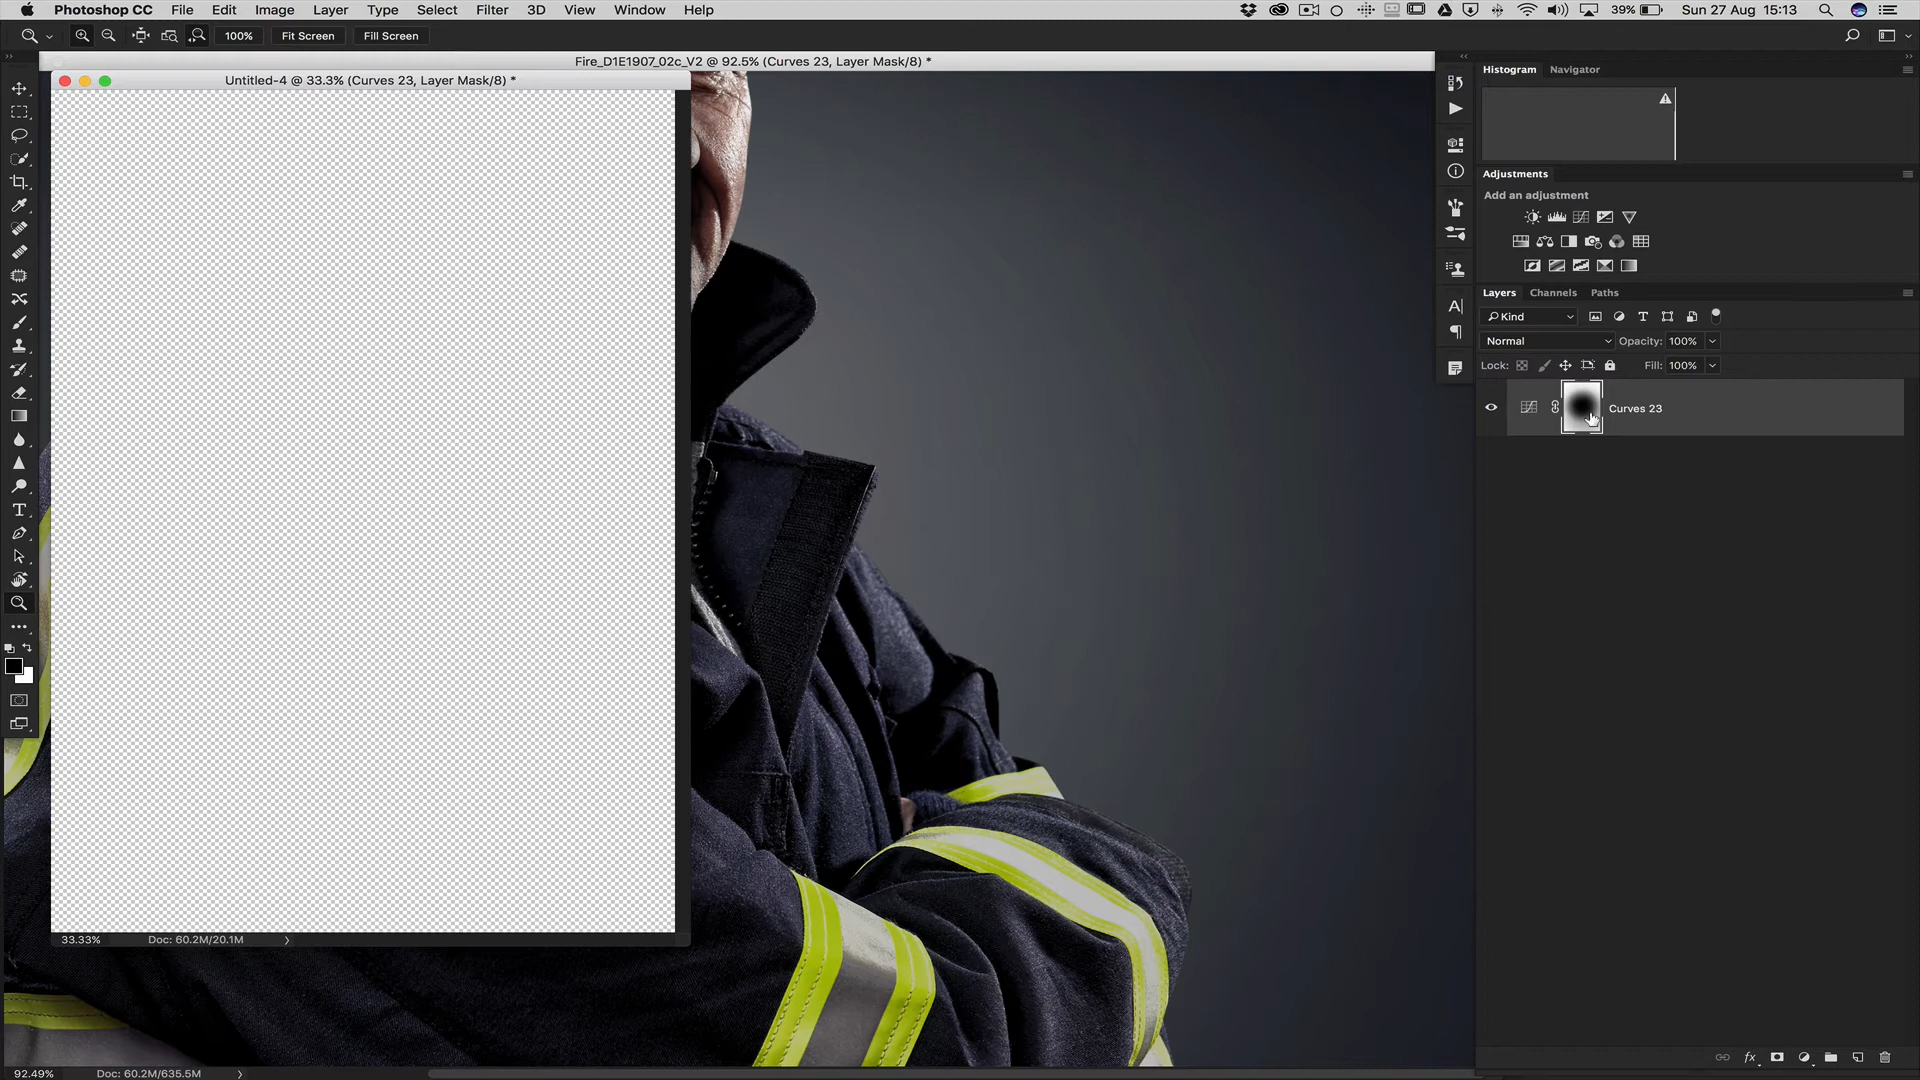 Photoshop CC File Edit Image Layer Type Select Filter 3D View Window Help 39% Sun 27 Aug 15:13
100% Fit Screen Fill Screen
Fire_D1E1907_02c_V2 @ 92.5% (Curves 23, Layer Mask/8) *
Untitled-4 @ 33.3% (Curves 23, Layer Mask/8) *
Histogram Navigator
Adjustments
Add an adjustment
Layers Channels Paths
Kind
Normal Opacity: 100%
Lock: Fill: 100%
Curves 23
33.33% Doc: 60.2M/20.1M
92.49% Doc: 60.2M/635.5M